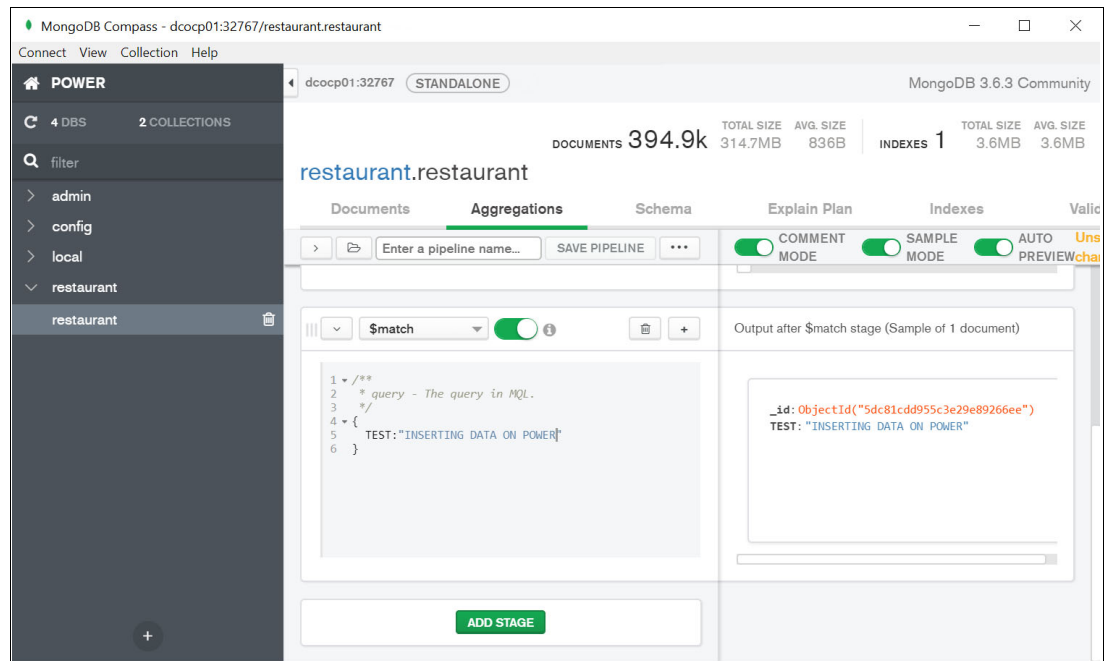 MongoDB Compass - dcocp01:32767/restaurant.restaurant
Connect View Collection Help
POWER
4 DBS 2 COLLECTIONS
filter
admin
config
local
restaurant
restaurant
dcocp01:32767 STANDALONE MongoDB 3.6.3 Community
DOCUMENTS 394.9k TOTAL SIZE 314.7MB AVG. SIZE 836B INDEXES 1 TOTAL SIZE 3.6MB AVG. SIZE 3.6MB
restaurant.restaurant
Documents Aggregations Schema Explain Plan Indexes Valid
Enter a pipeline name... SAVE PIPELINE ••• COMMENT MODE SAMPLE MODE AUTO PREVIEW Uns chan
$match
Output after $match stage (Sample of 1 document)
1 /**
2 * query - The query in MQL.
3 */
4 {
5 TEST:"INSERTING DATA ON POWER"
6 }
_id: ObjectId("5dc81cdd955c3e29e89266ee")
TEST: "INSERTING DATA ON POWER"
ADD STAGE